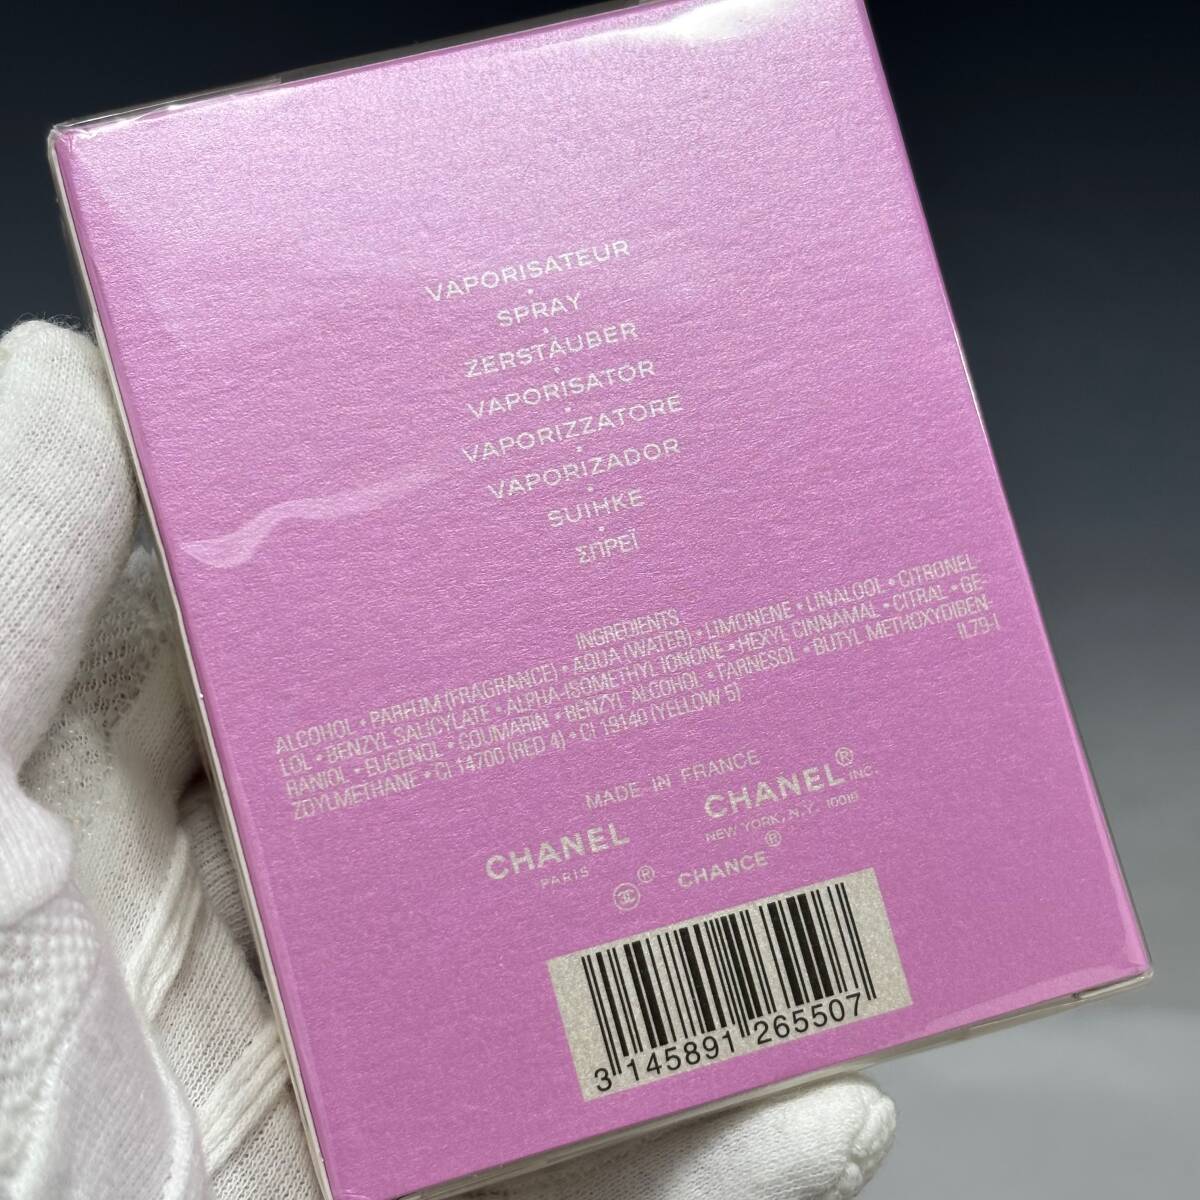 VAPORISATEUR
SPRAY
ZERSTÄUBER
VAPORISATOR
VAPORIZZATORE
VAPORIZADOR
SUIHKE
ΣΠΡΕΪ
INGREDIENTS
ALCOHOL • PARFUM (FRAGRANCE) • AQUA (WATER) • LIMONENE • LINALOOL • CITRONEL-
LOL • BENZYL SALICYLATE • ALPHA-ISOMETHYL IONONE • HEXYL CINNAMAL • CITRAL • GE-
RANIOL • EUGENOL • COUMARIN • BENZYL ALCOHOL • FARNESOL • BUTYL METHOXYDIBEN-
ZOYLMETHANE • CI 14700 (RED 4) • CI 19140 (YELLOW 5)
IL79-1
MADE IN FRANCE
CHANEL
PARIS
CHANEL® INC.
NEW YORK, N.Y. 10019
®
CHANCE®
3 145891 265507